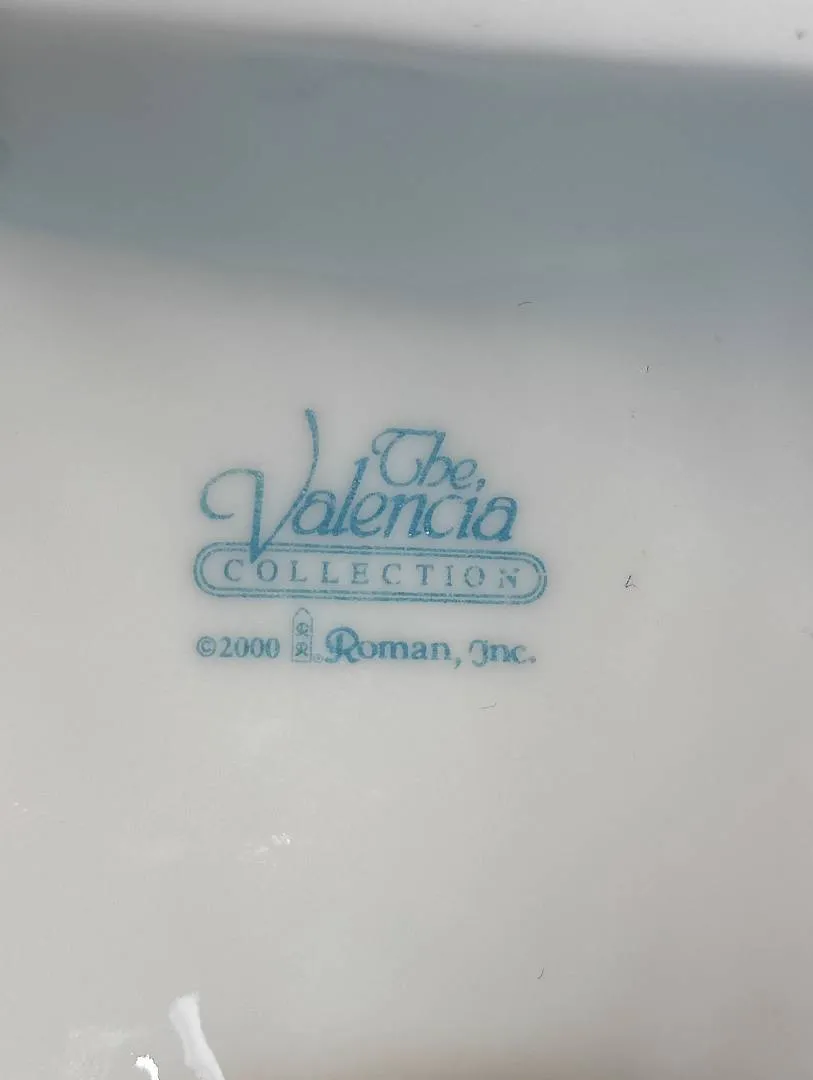 The
Valencia
COLLECTION
©2000 ® Roman, Inc.